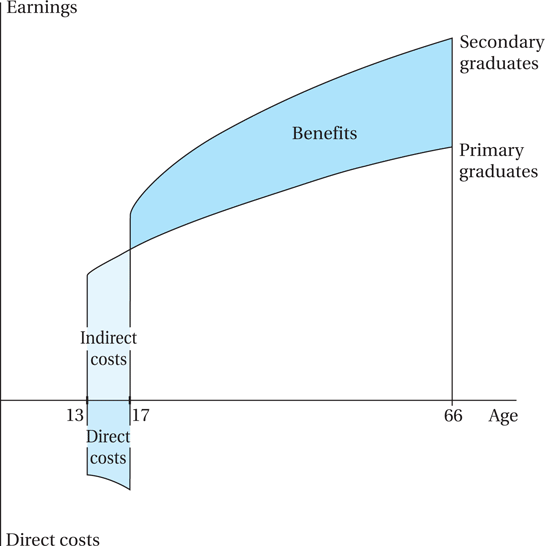 Earnings
Secondary
graduates
Benefits
Primary
graduates
Indirect
costs
13
17
66
Age
Direct
costs
Direct costs